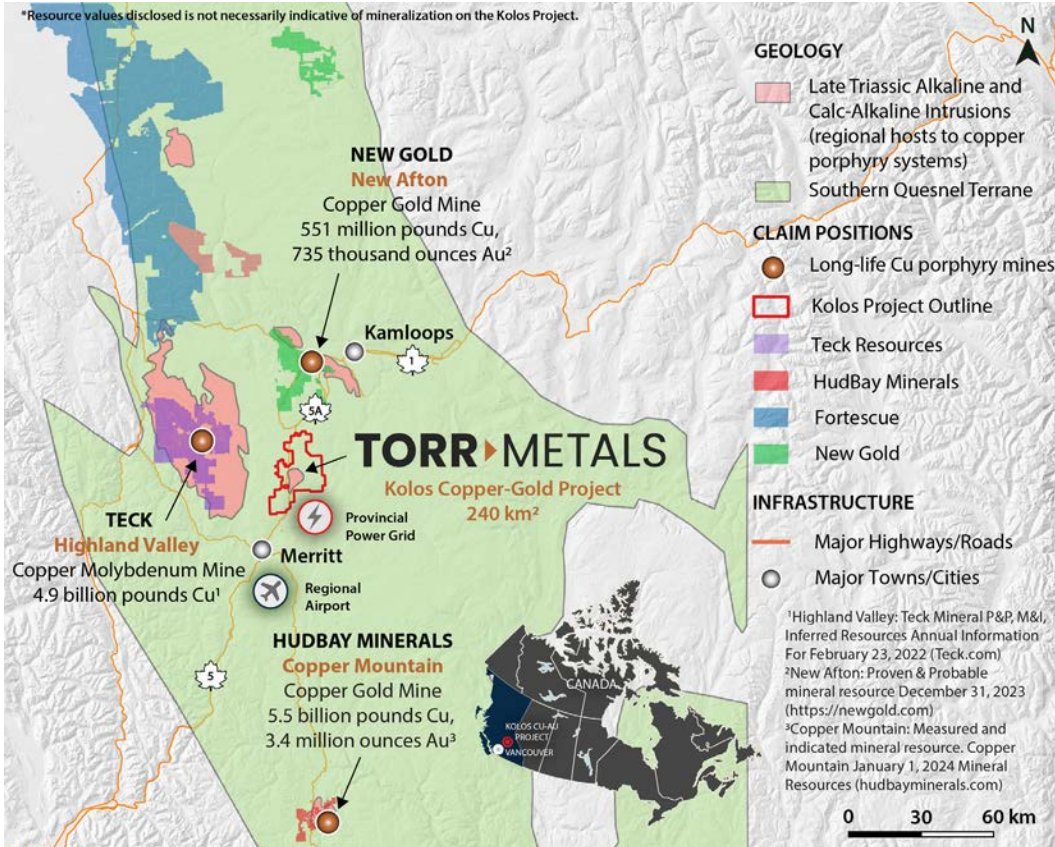 *Resource values disclosed is not necessarily indicative of mineralization on the Kolos Project.
N
NEW GOLD
New Afton
Copper Gold Mine
551 million pounds Cu,
735 thousand ounces Au²
Kamloops
1
5A
TORR METALS
Kolos Copper-Gold Project
240 km²
Provincial
Power Grid
TECK
Highland Valley
Copper Molybdenum Mine
4.9 billion pounds Cu¹
Merritt
Regional
Airport
5
HUDBAY MINERALS
Copper Mountain
Copper Gold Mine
5.5 billion pounds Cu,
3.4 million ounces Au³
CANADA
KOLOS CU-AU
PROJECT
VANCOUVER
GEOLOGY
Late Triassic Alkaline and
Calc-Alkaline Intrusions
(regional hosts to copper
porphyry systems)
Southern Quesnel Terrane
CLAIM POSITIONS
Long-life Cu porphyry mines
Kolos Project Outline
Teck Resources
HudBay Minerals
Fortescue
New Gold
INFRASTRUCTURE
Major Highways/Roads
Major Towns/Cities
¹Highland Valley: Teck Mineral P&P, M&I,
Inferred Resources Annual Information
For February 23, 2022 (Teck.com)
²New Afton: Proven & Probable
mineral resource December 31, 2023
(https://newgold.com)
³Copper Mountain: Measured and
indicated mineral resource. Copper
Mountain January 1, 2024 Mineral
Resources (hudbayminerals.com)
0 30 60 km